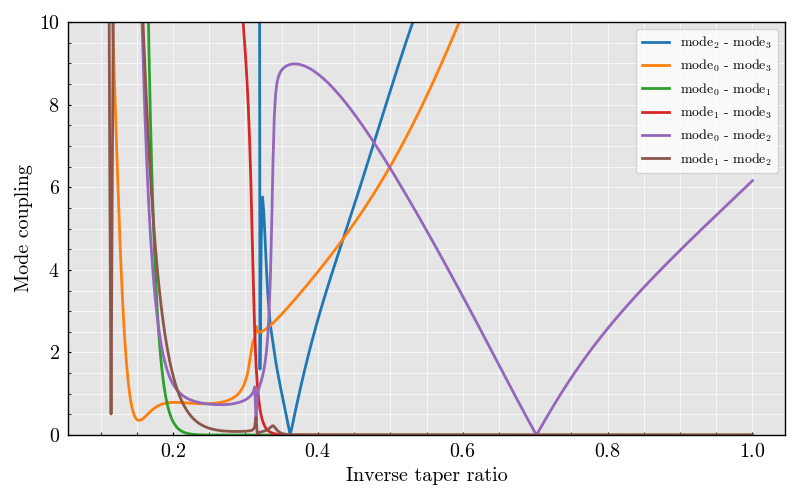 10
8
6
4
2
0
Mode coupling
0.2 0.4 0.6 0.8 1.0
Inverse taper ratio
mode₂ - mode₃
mode₀ - mode₃
mode₀ - mode₁
mode₁ - mode₃
mode₀ - mode₂
mode₁ - mode₂